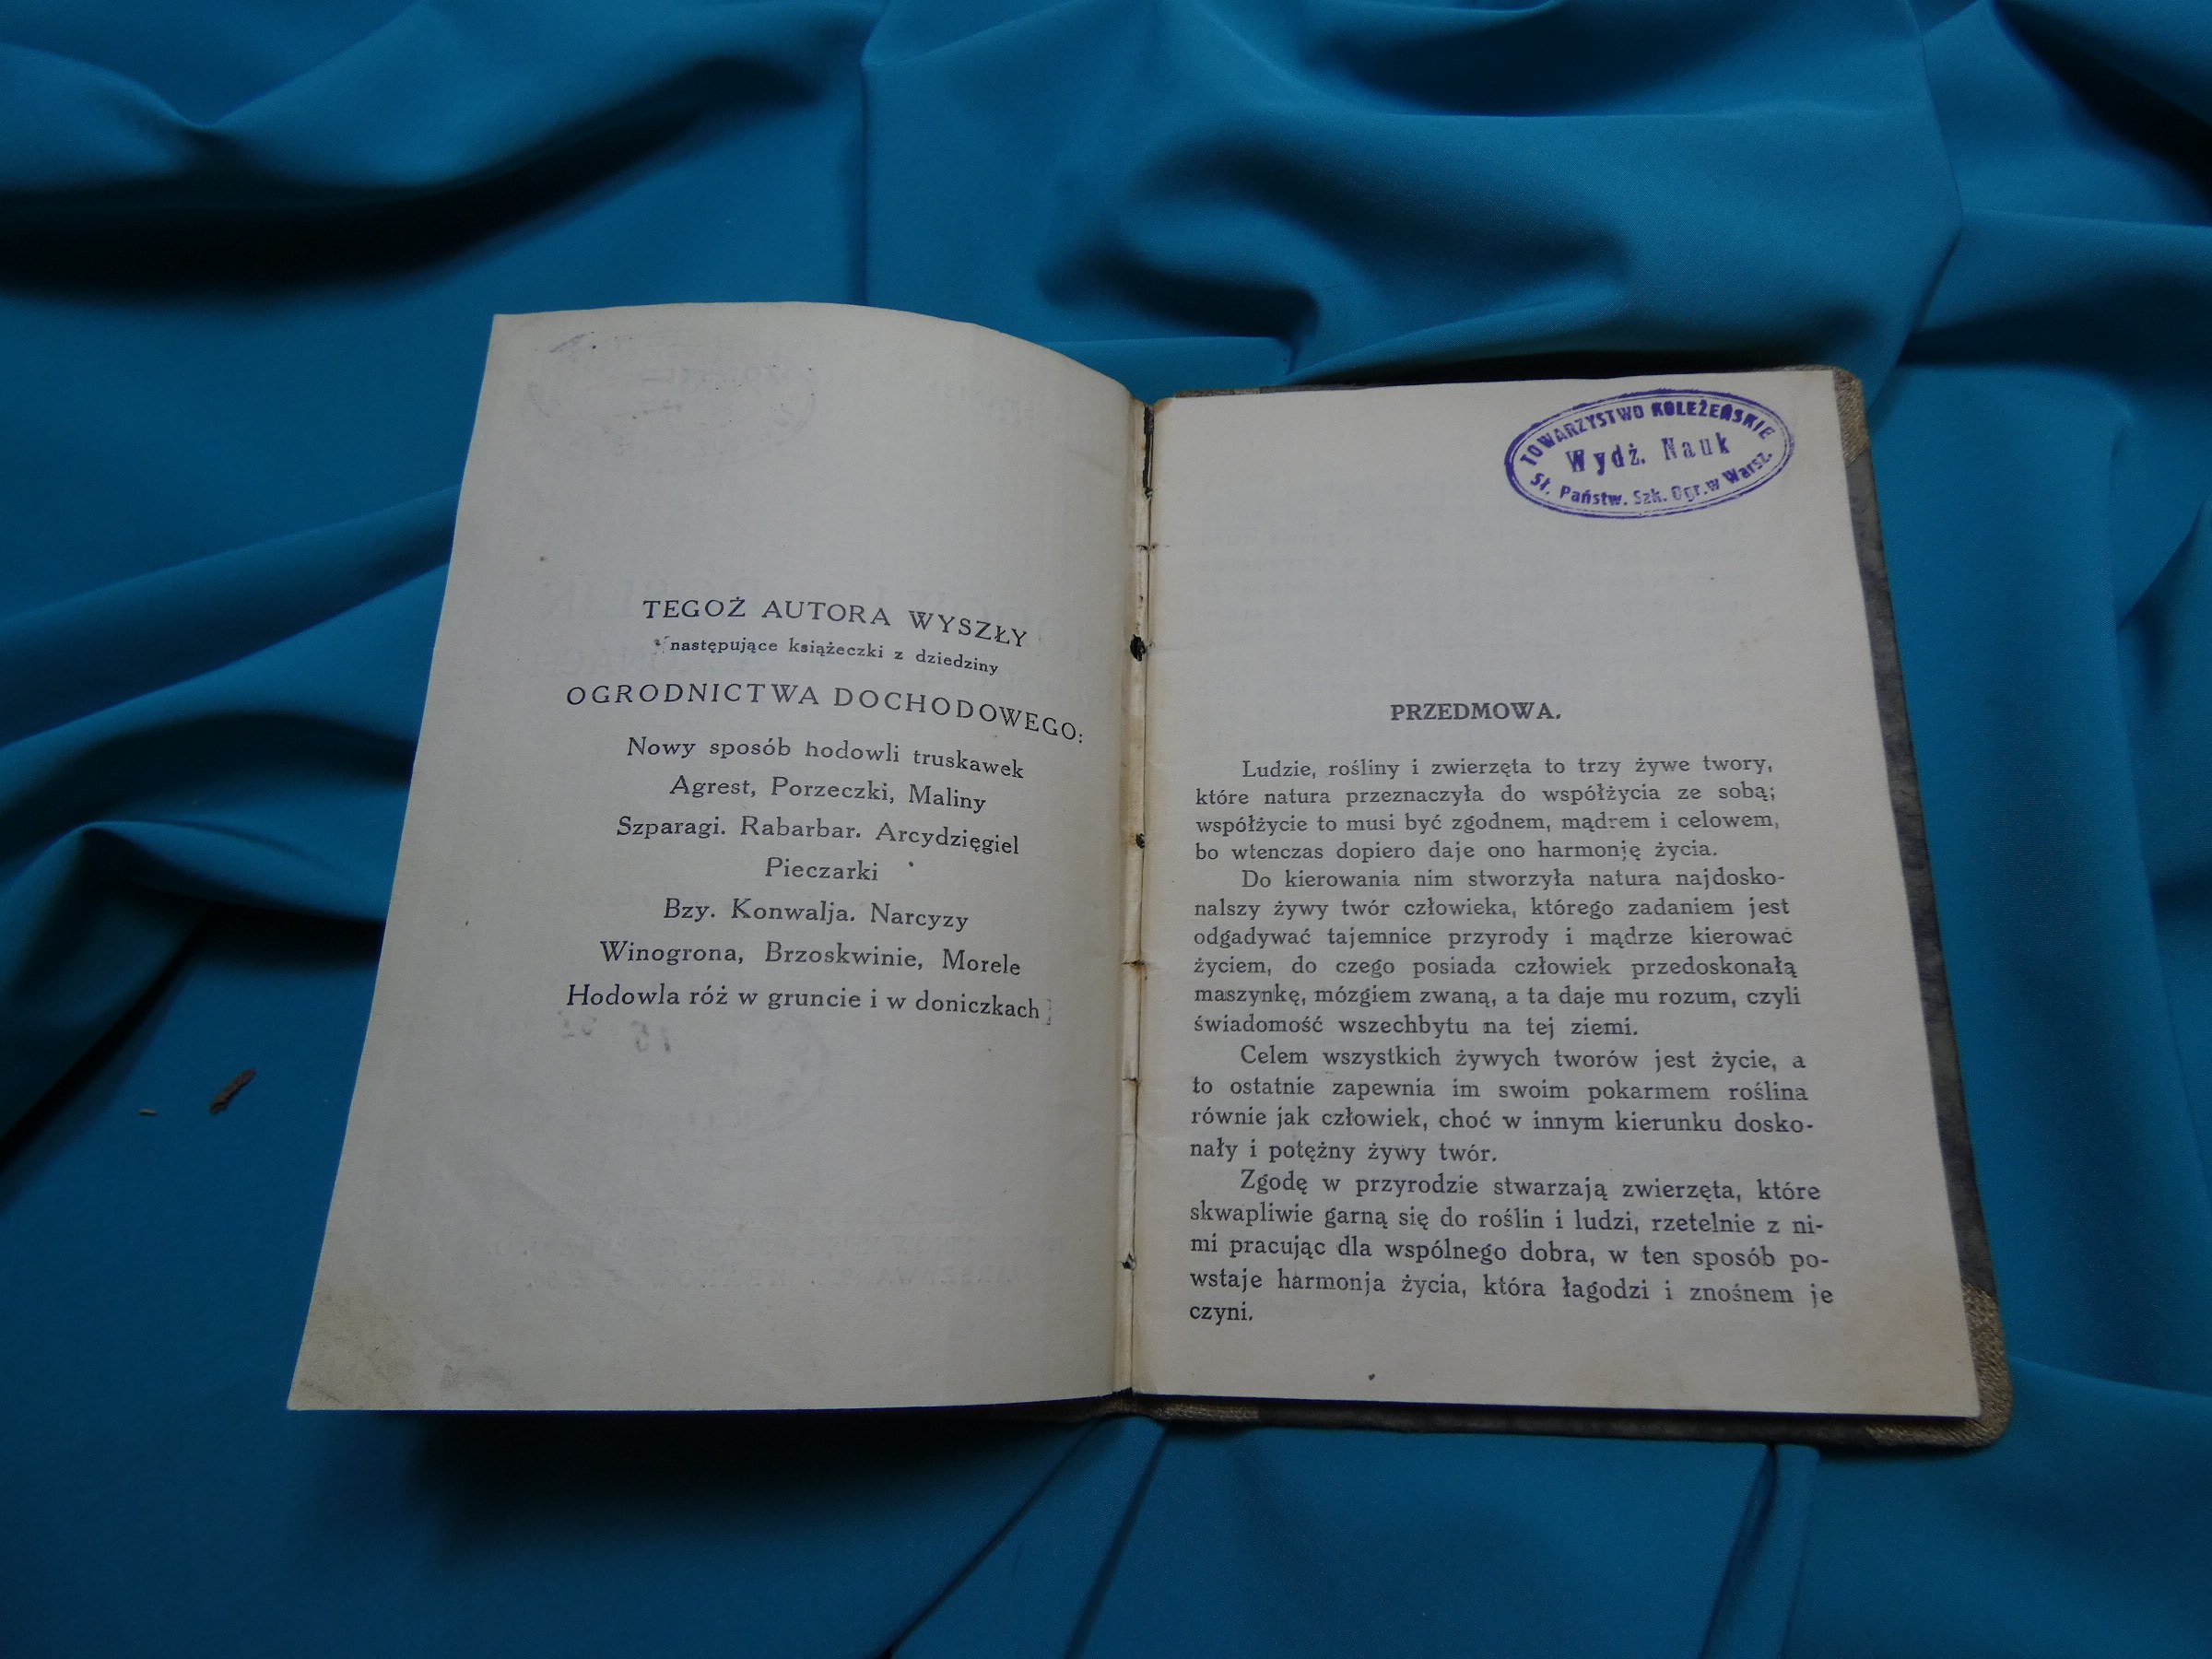 TEGOŻ AUTORA WYSZŁY
następujące książeczki z dziedziny
OGRODNICTWA DOCHODOWEGO:
Nowy sposób hodowli truskawek
Agrest, Porzeczki, Maliny
Szparagi. Rabarbar. Arcydzięgiel
Pieczarki
Bzy. Konwalja. Narcyzy
Winogrona, Brzoskwinie, Morele
Hodowla róż w gruncie i w doniczkach
TOWARZYSTWO KOLEŻEŃSKIE
Wydż. Nauk
Sł. Państw. Szk. Ogr. w Warsz.
PRZEDMOWA.
Ludzie, rośliny i zwierzęta to trzy żywe twory,
które natura przeznaczyła do współżycia ze sobą;
współżycie to musi być zgodnem, mądrem i celowem,
bo wtenczas dopiero daje ono harmonję życia.
Do kierowania nim stworzyła natura najdosko-
nalszy żywy twór człowieka, którego zadaniem jest
odgadywać tajemnice przyrody i mądrze kierować
życiem, do czego posiada człowiek przedoskonałą
maszynkę, mózgiem zwaną, a ta daje mu rozum, czyli
świadomość wszechbytu na tej ziemi.
Celem wszystkich żywych tworów jest życie, a
to ostatnie zapewnia im swoim pokarmem roślina
równie jak człowiek, choć w innym kierunku dosko-
nały i potężny żywy twór.
Zgodę w przyrodzie stwarzają zwierzęta, które
skwapliwie garną się do roślin i ludzi, rzetelnie z ni-
mi pracując dla wspólnego dobra, w ten sposób po-
wstaje harmonja życia, która łagodzi i znośnem je
czyni.